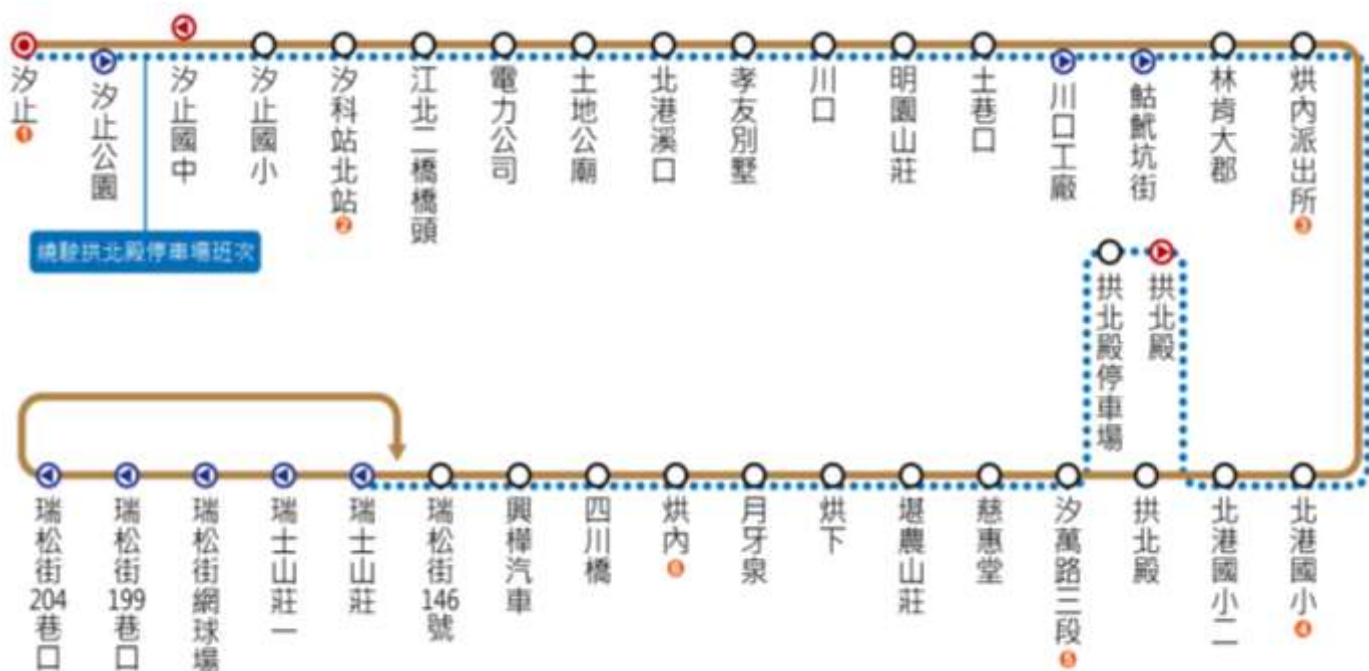 汐止❶
汐止公園
汐止國中
汐止國小
汐科站北站❷
江北二橋橋頭
電力公司
土地公廟
北港溪口
孝友別墅
川口
明園山莊
土巷口
川口工廠
鮕鮘坑街
林肯大郡
烘內派出所❸
繞駛拱北殿停車場班次
拱北殿停車場
拱北殿
瑞松街204巷口
瑞松街199巷口
瑞松街網球場
瑞士山莊一
瑞士山莊
瑞松街146號
興樺汽車
四川橋
烘內❻
月牙泉
烘下
堪農山莊
慈惠堂
汐萬路三段❺
拱北殿
北港國小二
北港國小❹